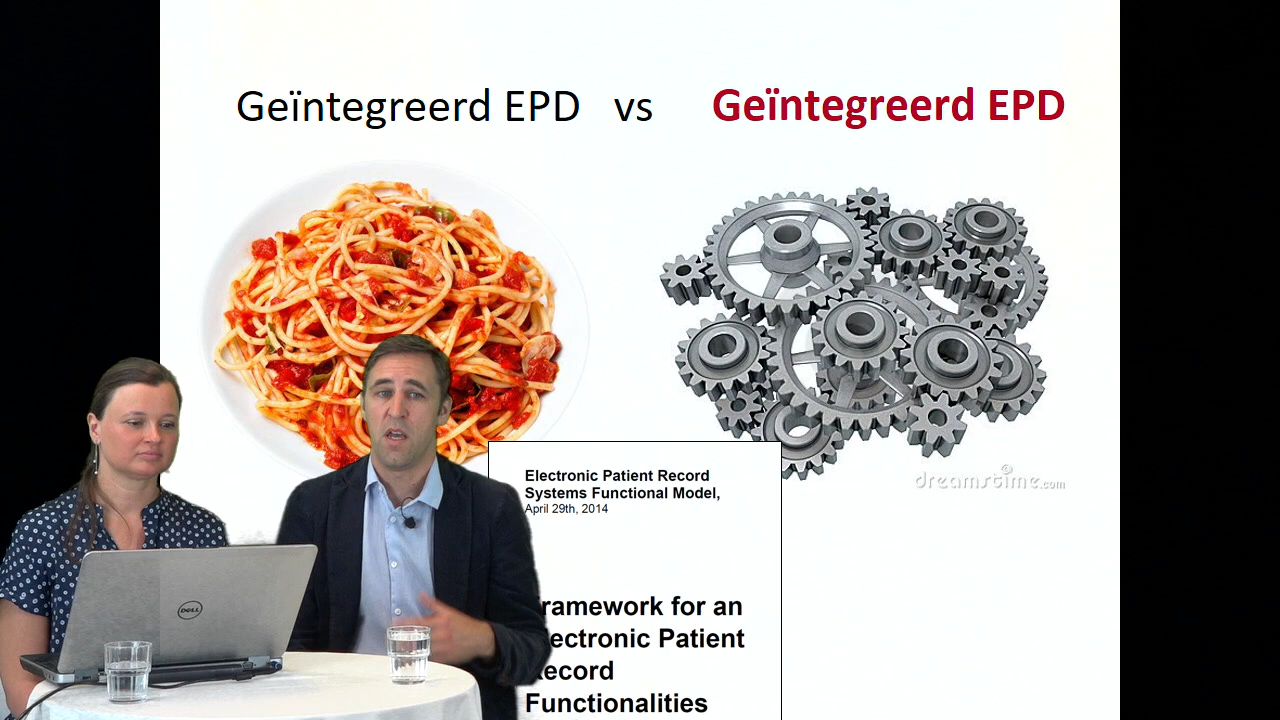 Geïntegreerd EPD vs Geïntegreerd EPD
dreamstime.com
Electronic Patient Record
Systems Functional Model,
April 29th, 2014
ramework for an
ectronic Patient
ecord
Functionalities
DELL